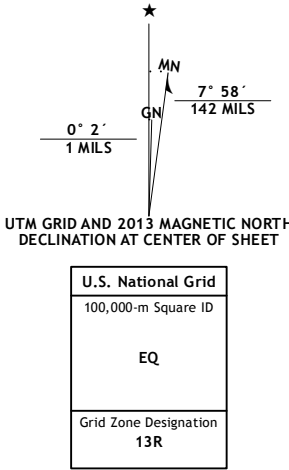 MN
GN
7° 58´
142 MILS
0° 2´
1 MILS
UTM GRID AND 2013 MAGNETIC NORTH
DECLINATION AT CENTER OF SHEET
U.S. National Grid
100,000-m Square ID
EQ
Grid Zone Designation
13R